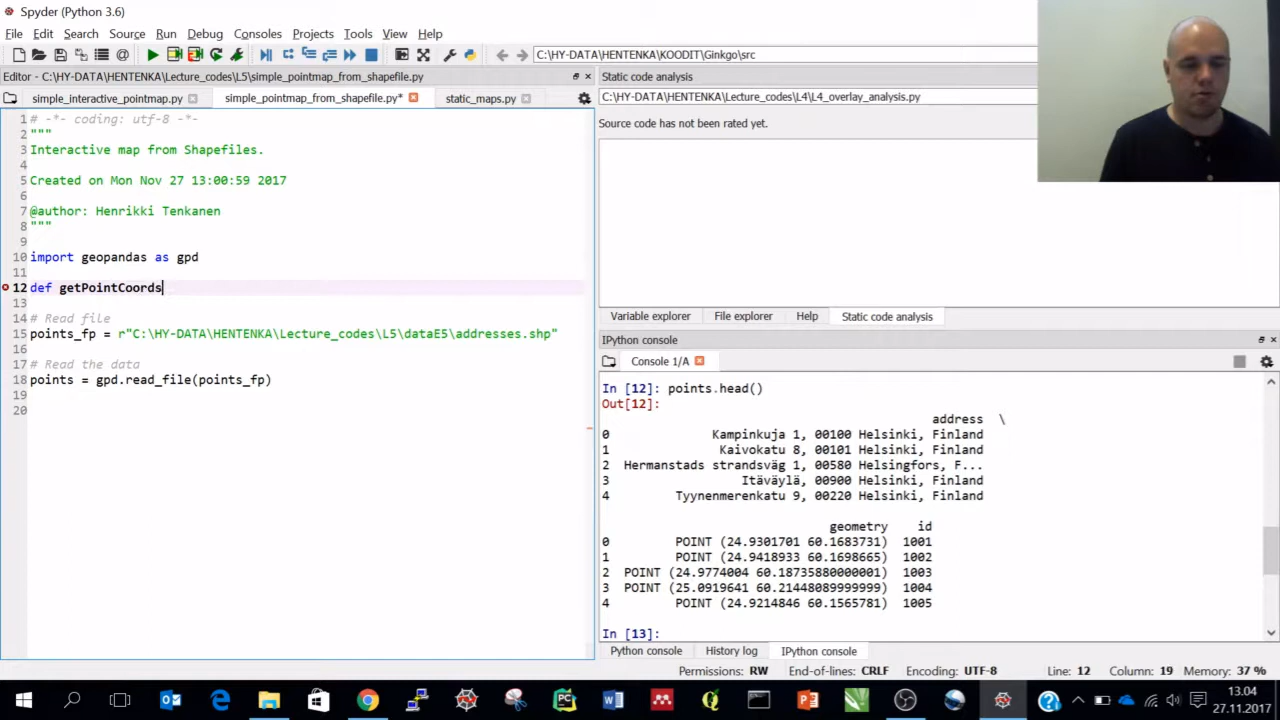 Spyder (Python 3.6)
File Edit Search Source Run Debug Consoles Projects Tools View Help
C:\HY-DATA\HENTENKA\KOODIT\Ginkgo\src
Editor - C:\HY-DATA\HENTENKA\Lecture_codes\L5\simple_pointmap_from_shapefile.py
simple_interactive_pointmap.py simple_pointmap_from_shapefile.py* static_maps.py
1 # -*- coding: utf-8 -*-
2 """
3 Interactive map from Shapefiles.
4
5 Created on Mon Nov 27 13:00:59 2017
6
7 @author: Henrikki Tenkanen
8 """
9
10 import geopandas as gpd
11
12 def getPointCoords
13
14 # Read file
15 points_fp = r"C:\HY-DATA\HENTENKA\Lecture_codes\L5\dataE5\addresses.shp"
16
17 # Read the data
18 points = gpd.read_file(points_fp)
19
20
Static code analysis
C:\HY-DATA\HENTENKA\Lecture_codes\L4\L4_overlay_analysis.py
Source code has not been rated yet.
Variable explorer File explorer Help Static code analysis
IPython console
Console 1/A
In [12]: points.head()
Out[12]:
address \
0 Kampinkuja 1, 00100 Helsinki, Finland
1 Kaivokatu 8, 00101 Helsinki, Finland
2 Hermanstads strandsväg 1, 00580 Helsingfors, F...
3 Itäväylä, 00900 Helsinki, Finland
4 Tyynenmerenkatu 9, 00220 Helsinki, Finland
geometry id
0 POINT (24.9301701 60.1683731) 1001
1 POINT (24.9418933 60.1698665) 1002
2 POINT (24.9774004 60.18735880000001) 1003
3 POINT (25.0919641 60.21448089999999) 1004
4 POINT (24.9214846 60.1565781) 1005
In [13]:
Python console History log IPython console
Permissions: RW End-of-lines: CRLF Encoding: UTF-8 Line: 12 Column: 19 Memory: 37 %
13.04
27.11.2017